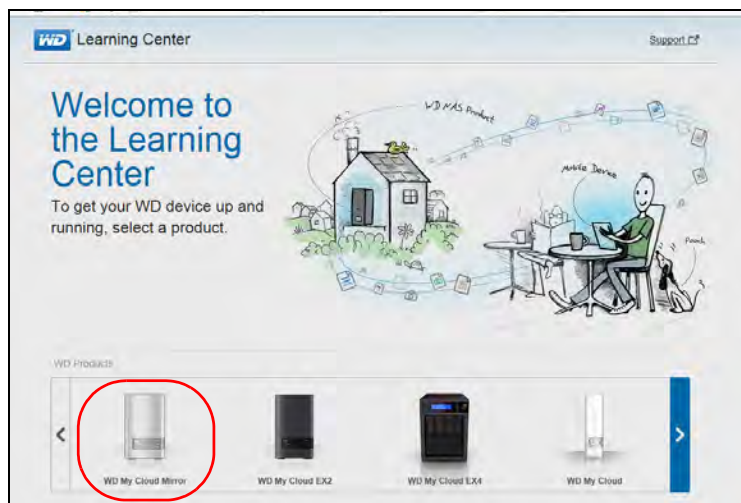 WD Learning Center
Support
Welcome to
the Learning
Center
To get your WD device up and
running, select a product.
WD NAS Product
Mobile Device
Pooch
WD Products
WD My Cloud Mirror
WD My Cloud EX2
WD My Cloud EX4
WD My Cloud